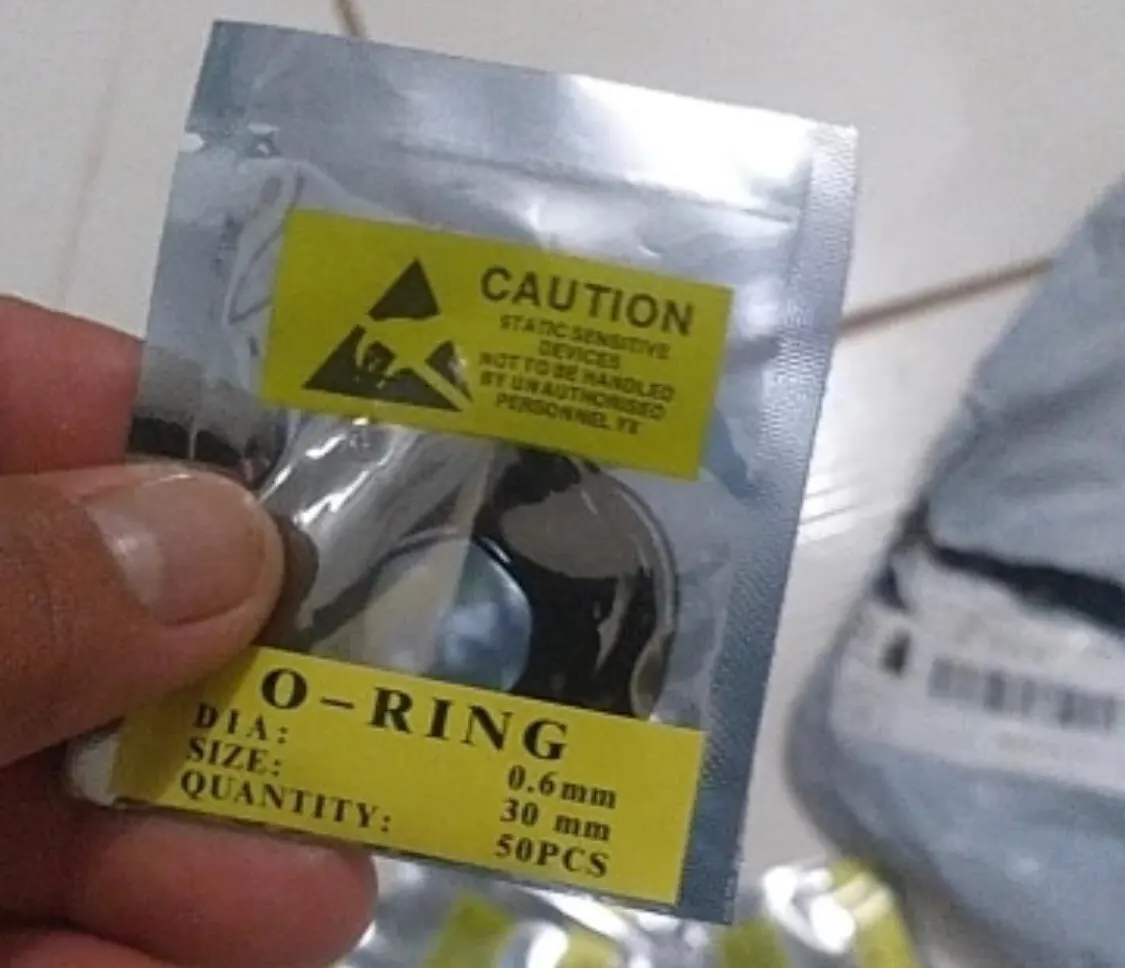 CAUTION
STATIC SENSITIVE
DEVICES
NOT TO BE HANDLED
BY UNAUTHORISED
PERSONNEL YX
O-RING
DIA: 0.6mm
SIZE: 30 mm
QUANTITY: 50PCS